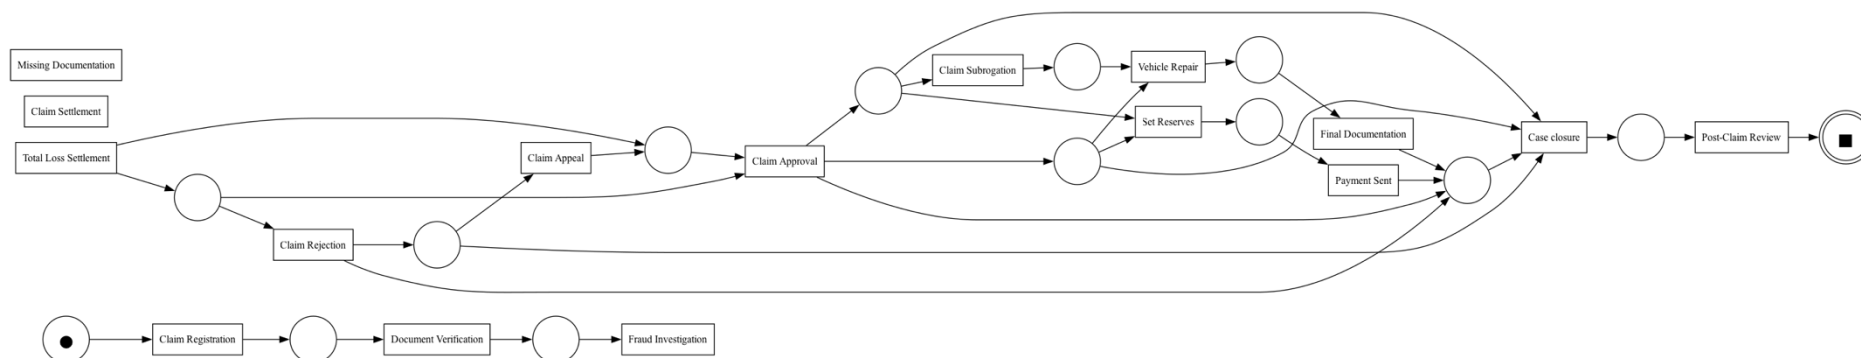 Missing Documentation
Claim Settlement
Total Loss Settlement
Claim Rejection
Claim Appeal
Claim Approval
Claim Subrogation
Vehicle Repair
Set Reserves
Final Documentation
Payment Sent
Case closure
Post-Claim Review
Claim Registration
Document Verification
Fraud Investigation